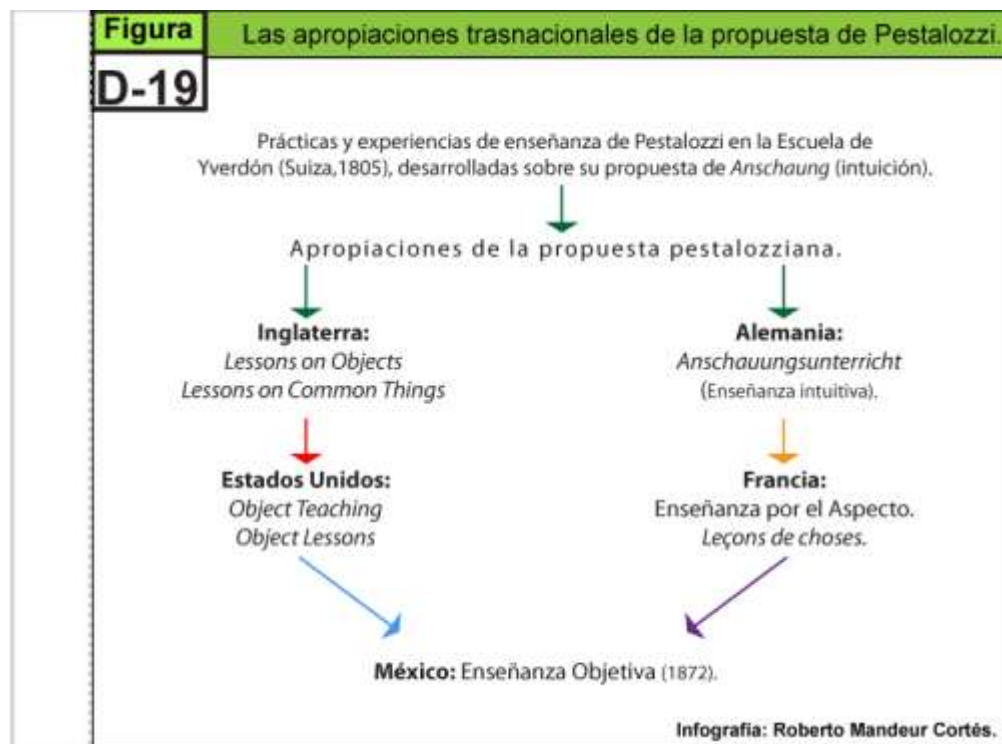 Figura
Las apropiaciones trasnacionales de la propuesta de Pestalozzi.
D-19
Prácticas y experiencias de enseñanza de Pestalozzi en la Escuela de
Yverdón (Suiza,1805), desarrolladas sobre su propuesta de Anschaung (intuición).
Apropiaciones de la propuesta pestalozziana.
Inglaterra:
Lessons on Objects
Lessons on Common Things
Alemania:
Anschauungsunterricht
(Enseñanza intuitiva).
Estados Unidos:
Object Teaching
Object Lessons
Francia:
Enseñanza por el Aspecto.
Leçons de choses.
México: Enseñanza Objetiva (1872).
Infografía: Roberto Mandeur Cortés.